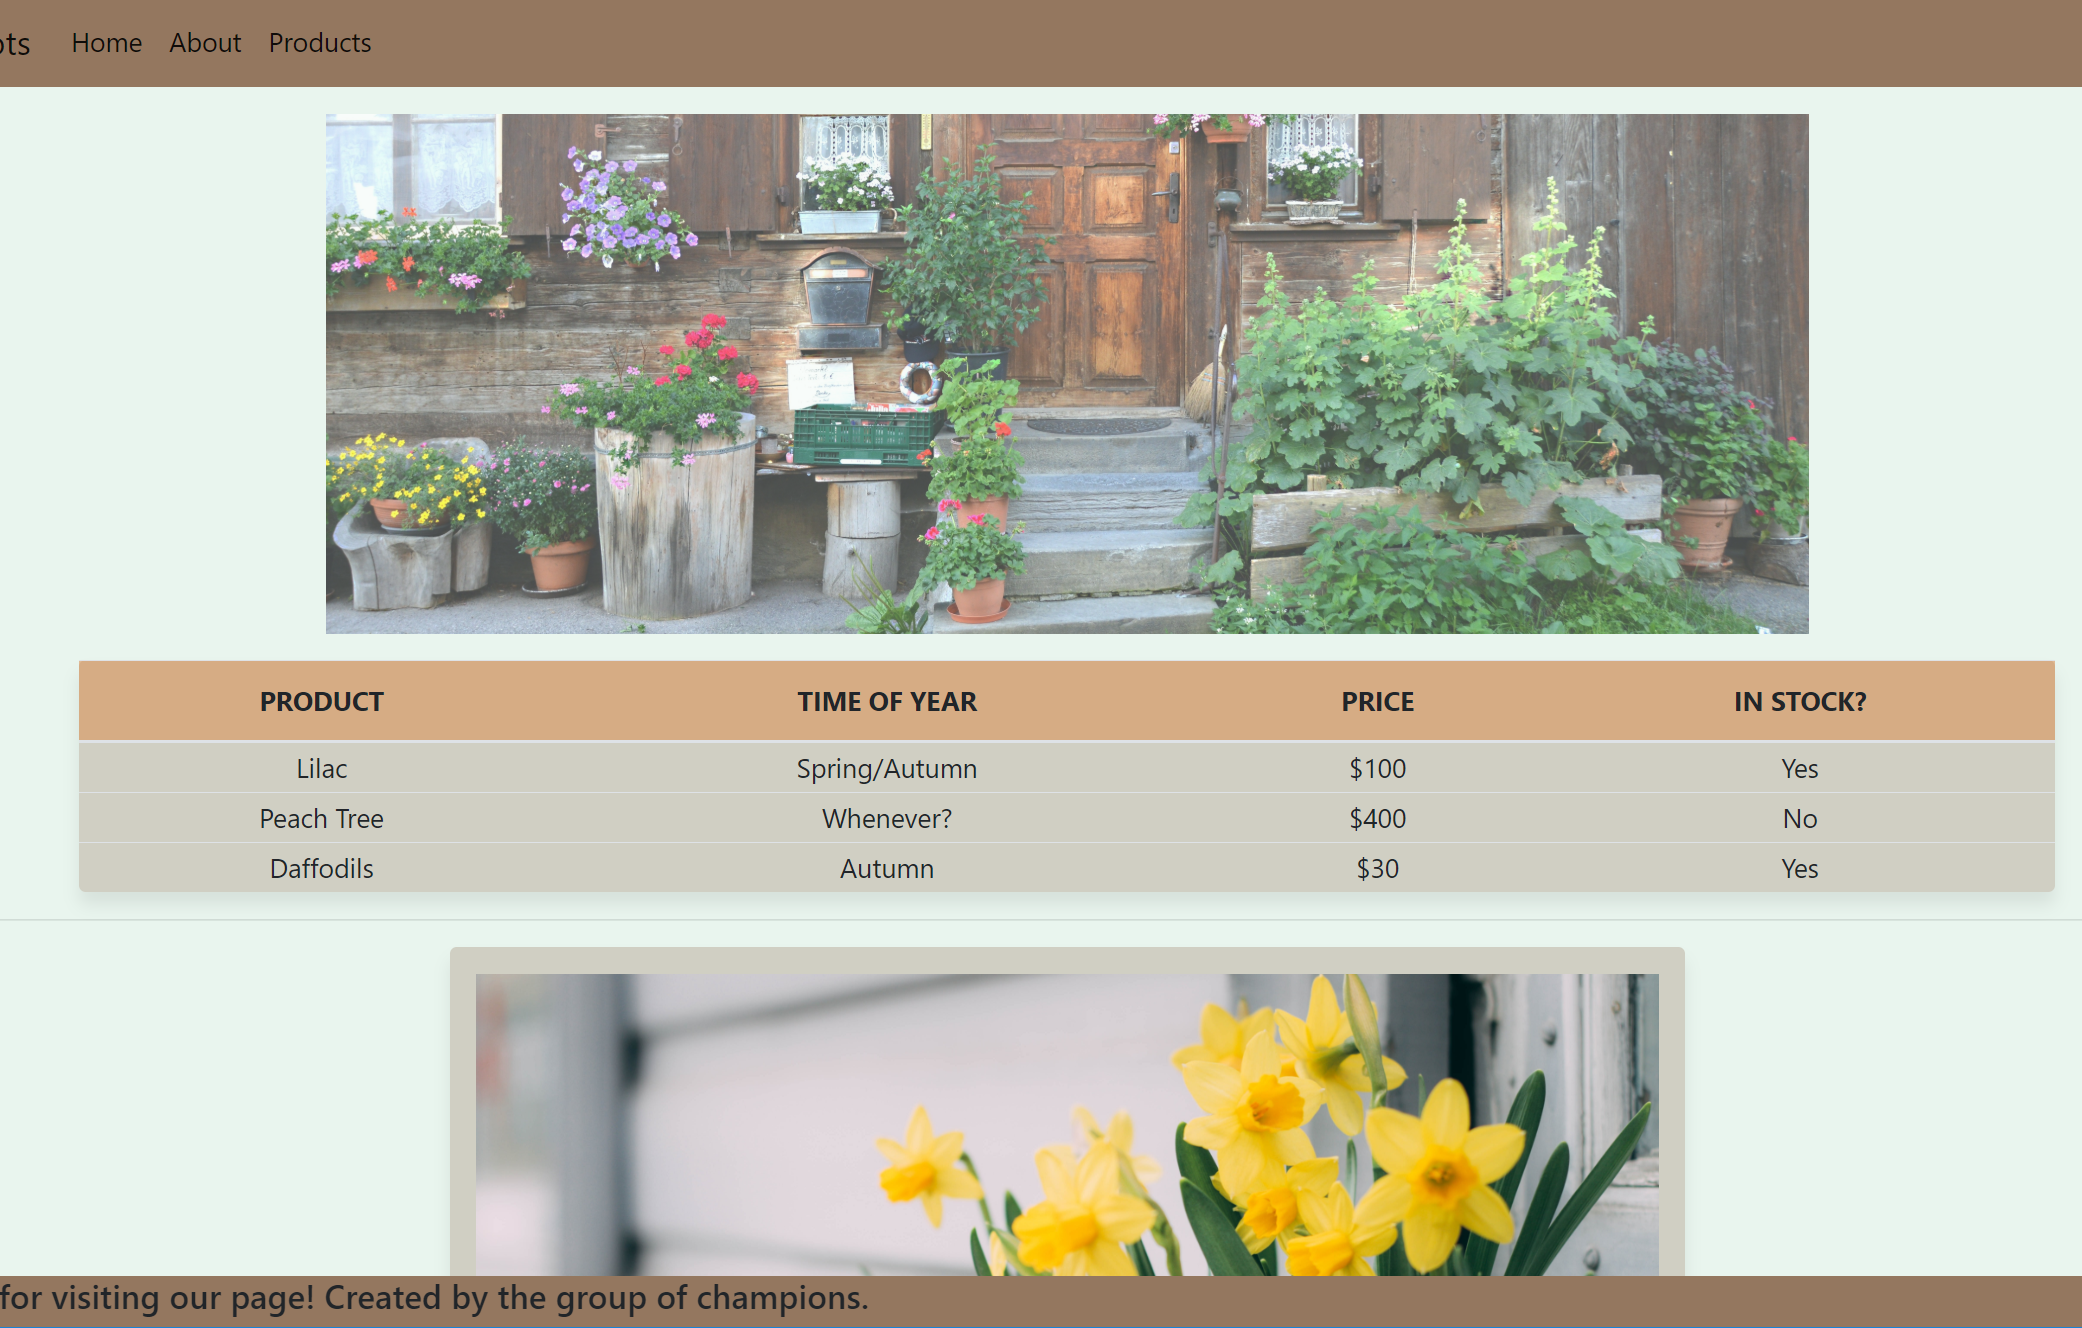 ots Home About Products
PRODUCT TIME OF YEAR PRICE IN STOCK?
Lilac Spring/Autumn $100 Yes
Peach Tree Whenever? $400 No
Daffodils Autumn $30 Yes
for visiting our page! Created by the group of champions.